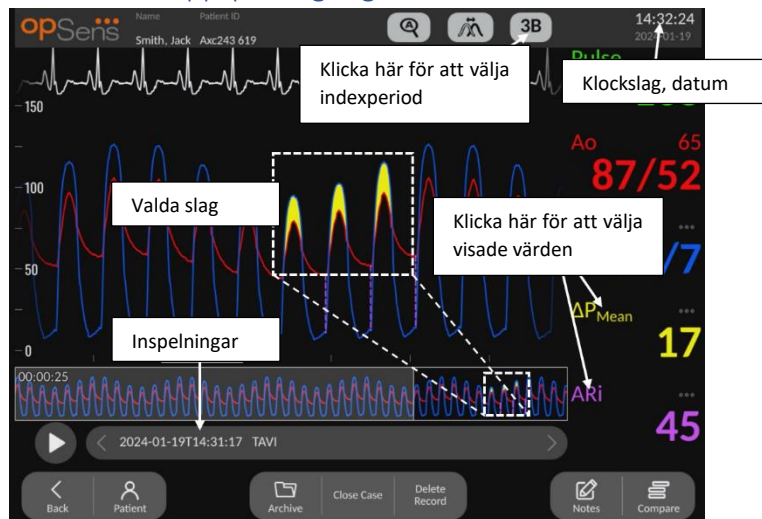 opSens
Name Patient ID
Smith, Jack Axc243 619
A
3B
14:32:24
2024-01-19
Klicka här för att välja
indexperiod
Klockslag, datum
Pulse
150
Ao 65
87/52
100
Valda slag
Klicka här för att välja
visade värden
/7
50
ΔPMean
17
Inspelningar
0
00:00:25
ARi
45
2024-01-19T14:31:17 TAVI
Back
Patient
Archive
Close Case
Delete
Record
Notes
Compare